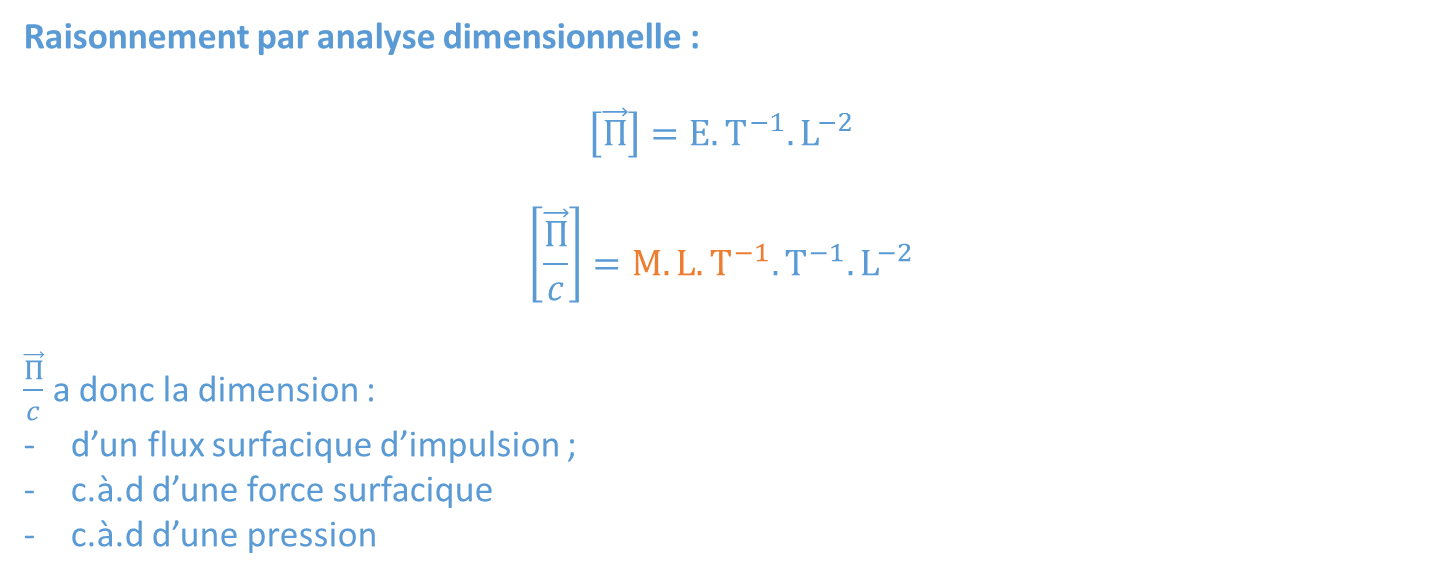 Raisonnement par analyse dimensionnelle :
[Π⃗] = E. T⁻¹. L⁻²
[Π⃗/c] = M. L. T⁻¹. T⁻¹. L⁻²
Π⃗/c a donc la dimension :
- d’un flux surfacique d’impulsion ;
- c.à.d d’une force surfacique
- c.à.d d’une pression